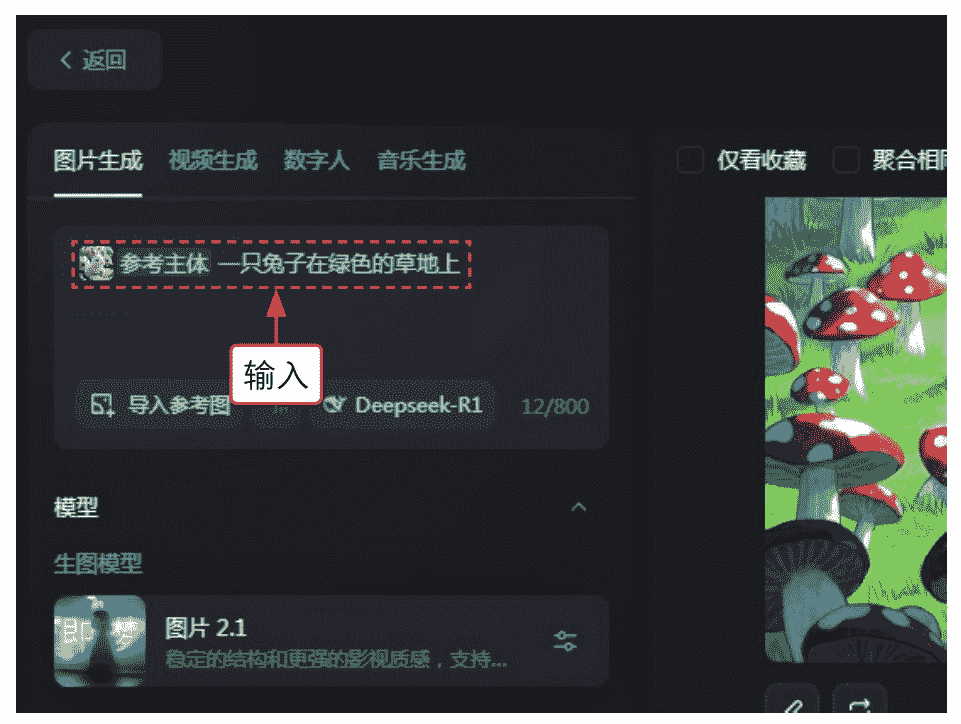 返回
图片生成 视频生成 数字人 音乐生成
仅看收藏 聚合相同
参考主体 一只兔子在绿色的草地上
输入
导入参考图 Deepseek-R1 12/800
模型
生图模型
即梦
图片 2.1
稳定的结构和更强的影视质感，支持...